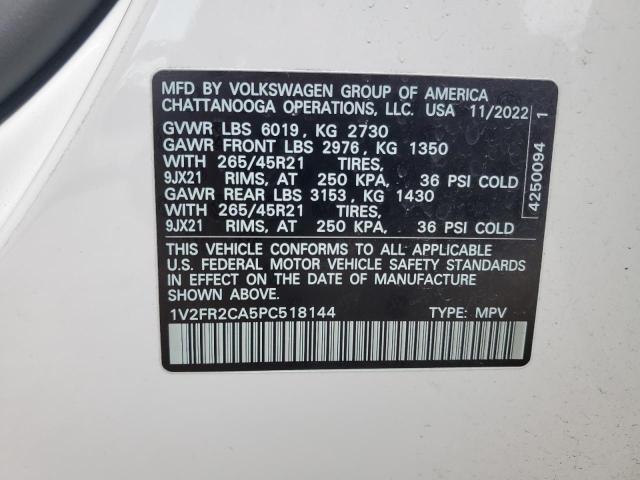 MFD BY VOLKSWAGEN GROUP OF AMERICA
CHATTANOOGA OPERATIONS, LLC. USA 11/2022
GVWR LBS 6019, KG 2730
GAWR FRONT LBS 2976, KG 1350
WITH 265/45R21 TIRES,
9JX21 RIMS, AT 250 KPA, 36 PSI COLD
GAWR REAR LBS 3153, KG 1430
WITH 265/45R21 TIRES,
9JX21 RIMS, AT 250 KPA, 36 PSI COLD
THIS VEHICLE CONFORMS TO ALL APPLICABLE
U.S. FEDERAL MOTOR VEHICLE SAFETY STANDARDS
IN EFFECT ON THE DATE OF MANUFACTURE
SHOWN ABOVE.
1V2FR2CA5PC518144 TYPE: MPV
4250094 1